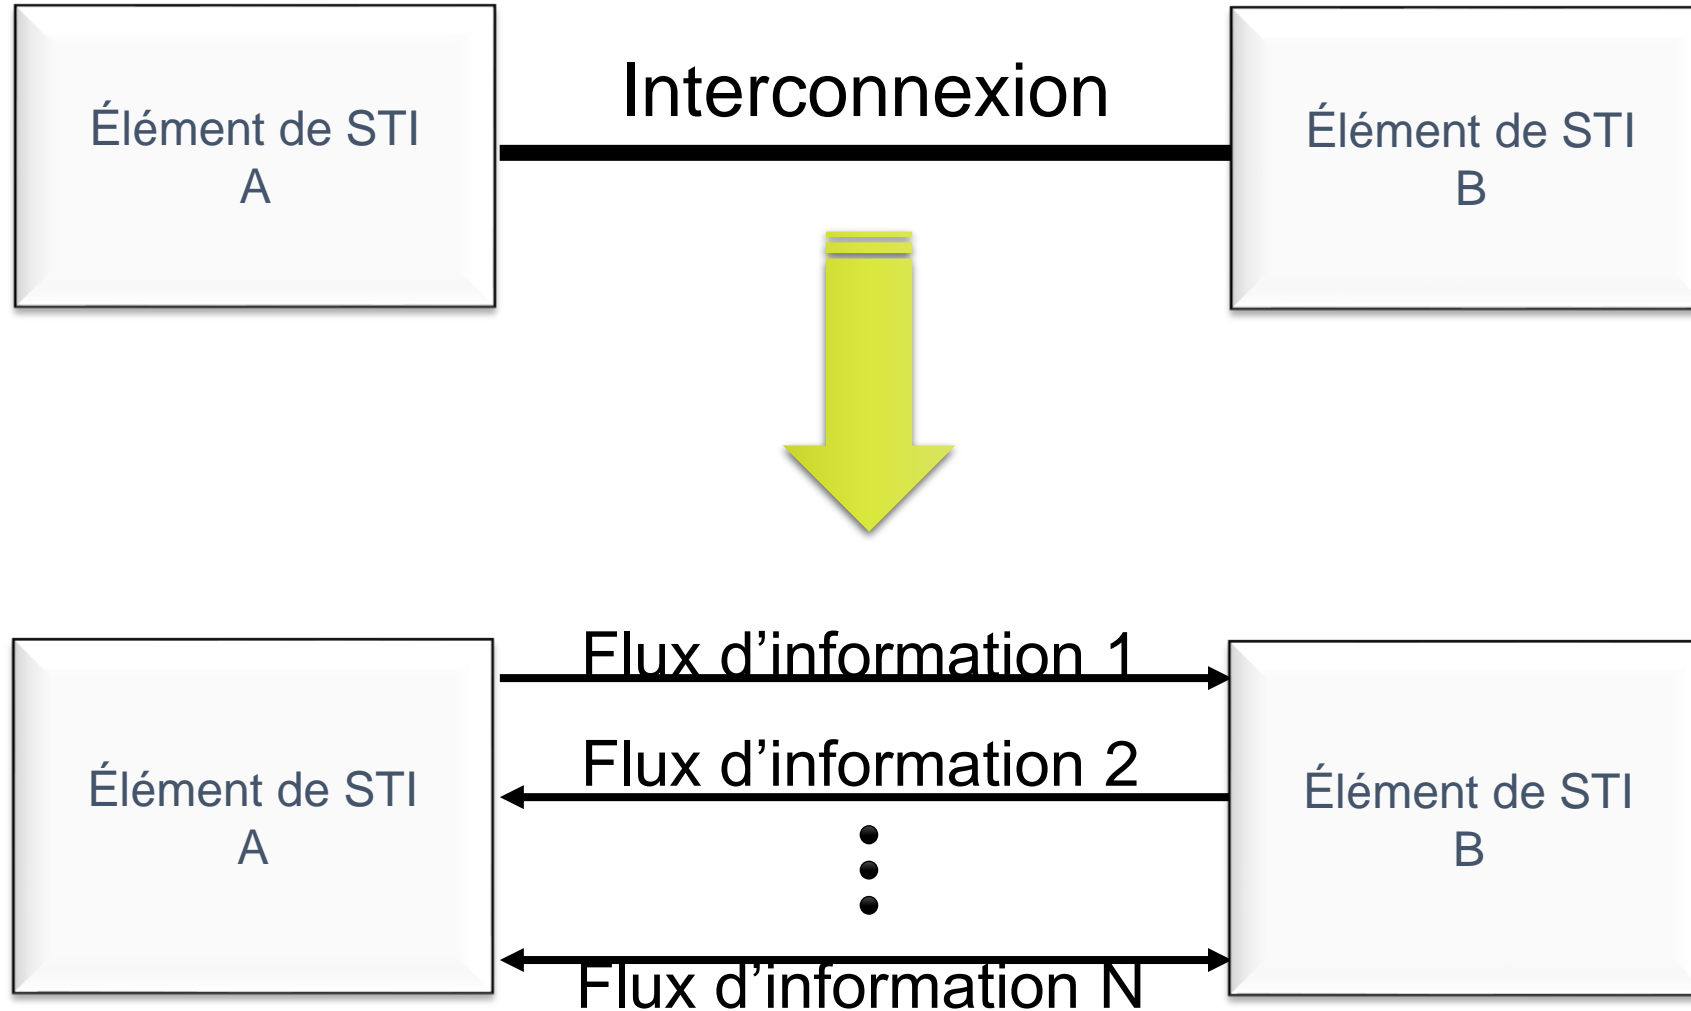 Élément de STI
A
Interconnexion
Élément de STI
B
Flux d’information 1
Flux d’information 2
Élément de STI
A
Élément de STI
B
Flux d’information N